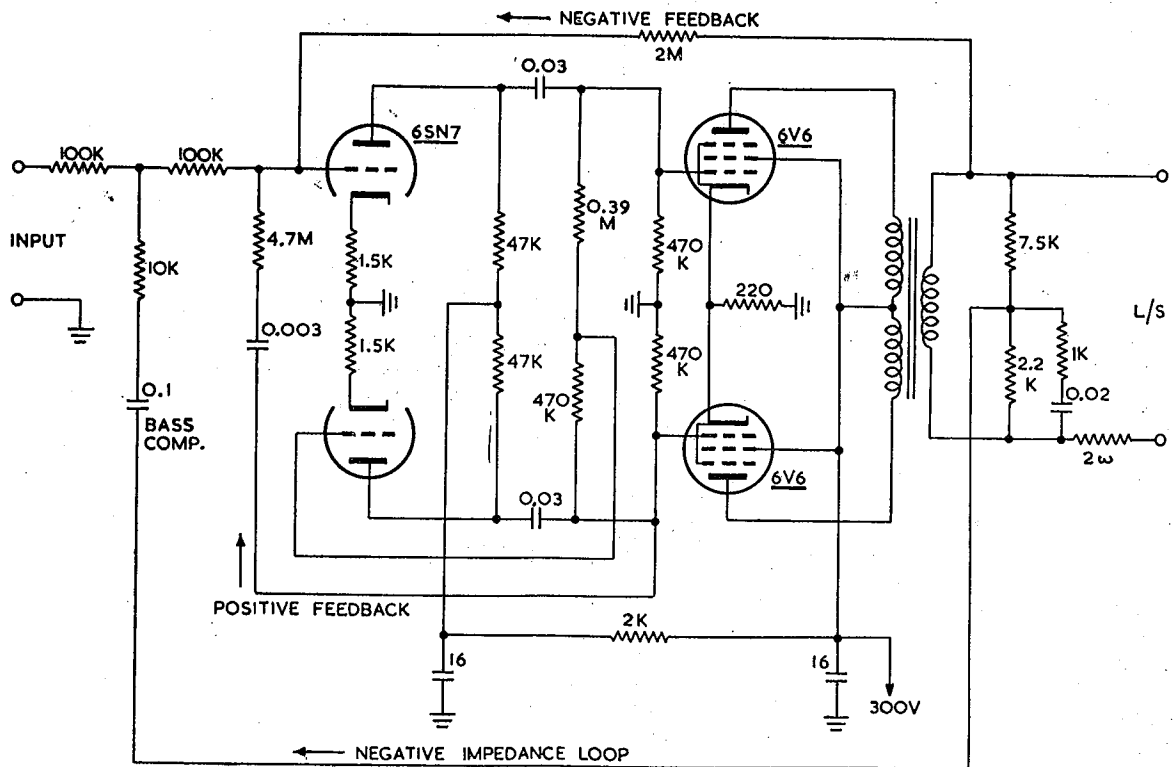 NEGATIVE FEEDBACK
2M
0.03
6SN7
6V6
100K
100K
0.39
M
4.7M
1.5K
47K
470
K
7.5K
INPUT
10K
220
L/S
0.003
1.5K
47K
470
K
470
K
2.2
K
1K
0.02
0.1
BASS
COMP.
2ω
6V6
0.03
POSITIVE FEEDBACK
2K
16
16
300V
NEGATIVE IMPEDANCE LOOP